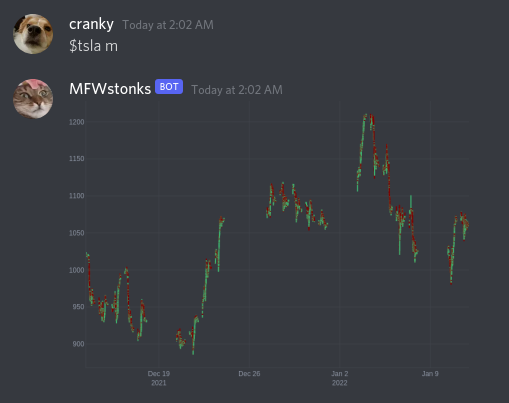 cranky Today at 2:02 AM
$tsla m
MFWstonks BOT Today at 2:02 AM
1200
1150
1100
1050
1000
950
900
Dec 19 Dec 26 Jan 2 Jan 9
2021 2022